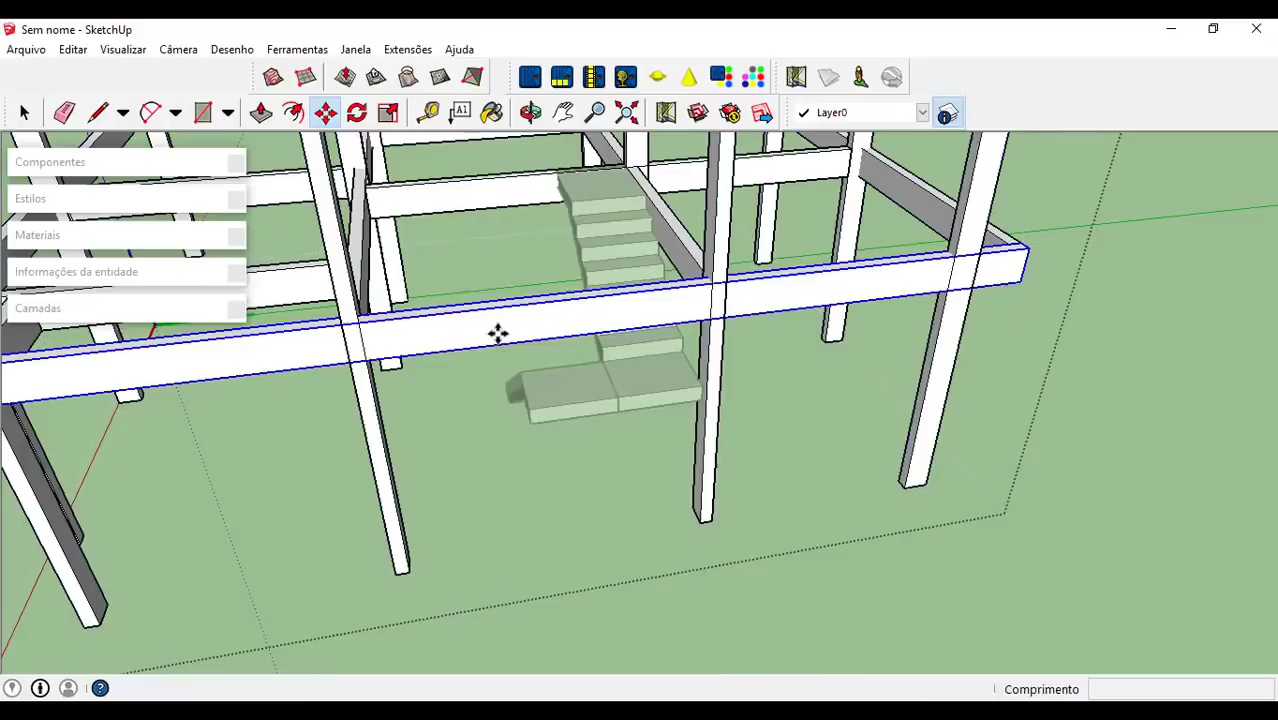 Sem nome - SketchUp
Arquivo Editar Visualizar Câmera Desenho Ferramentas Janela Extensões Ajuda
A1
Layer0
Componentes
Estilos
Materiais
Informações da entidade
Camadas
Comprimento